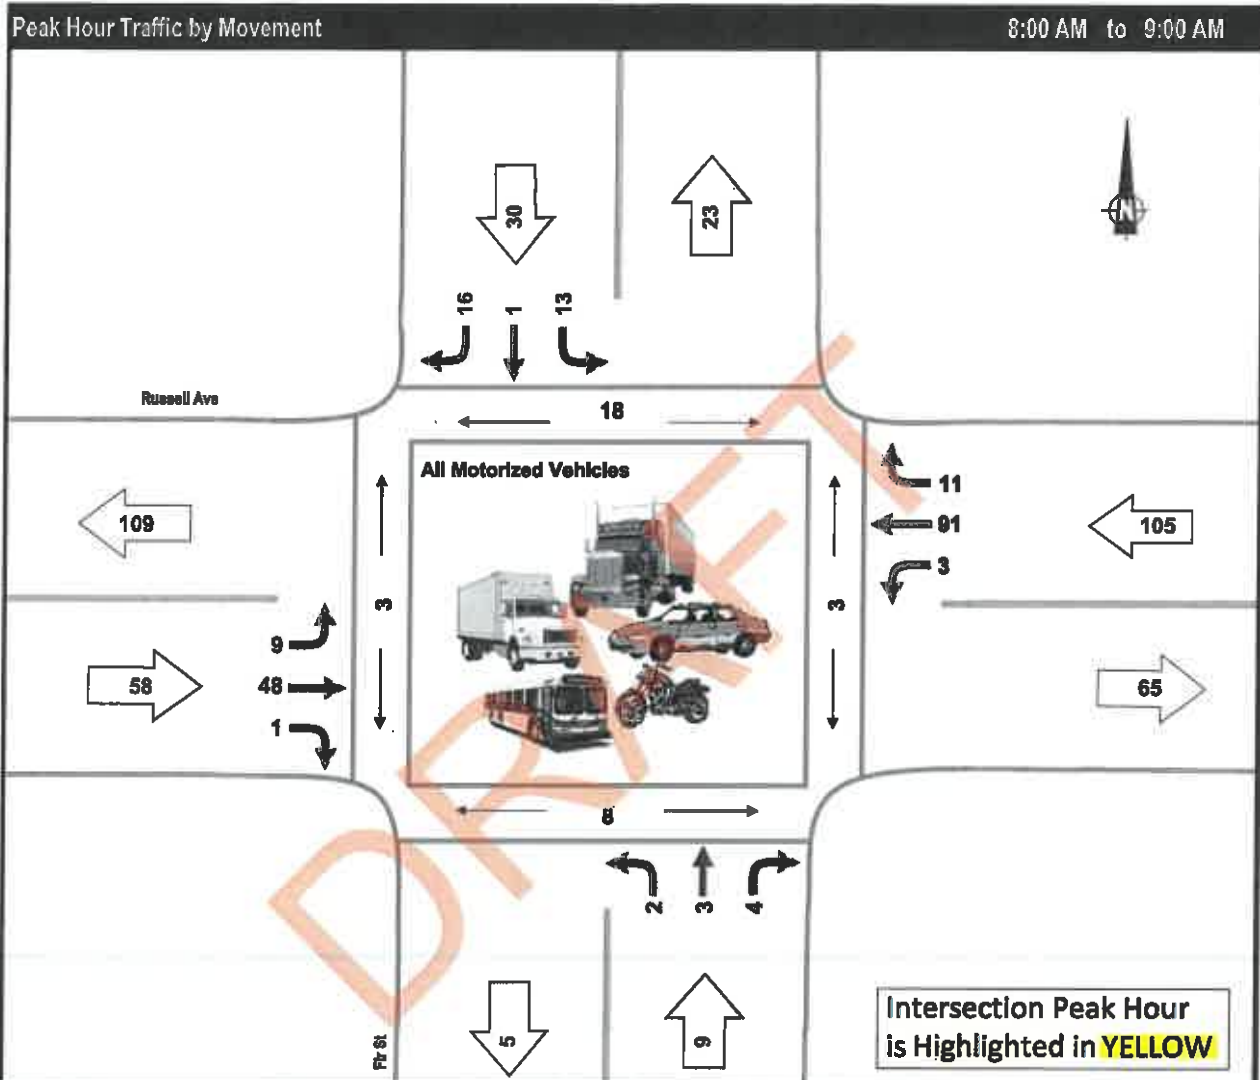 Peak Hour Traffic by Movement 8:00 AM to 9:00 AM
30
23
16 1 13
N
Russell Ave
18
All Motorized Vehicles
11
109
91
105
3
3
3
9
58
48
65
1
DRAFT
2 3 4
5
9
Fir St
Intersection Peak Hour
is Highlighted in YELLOW